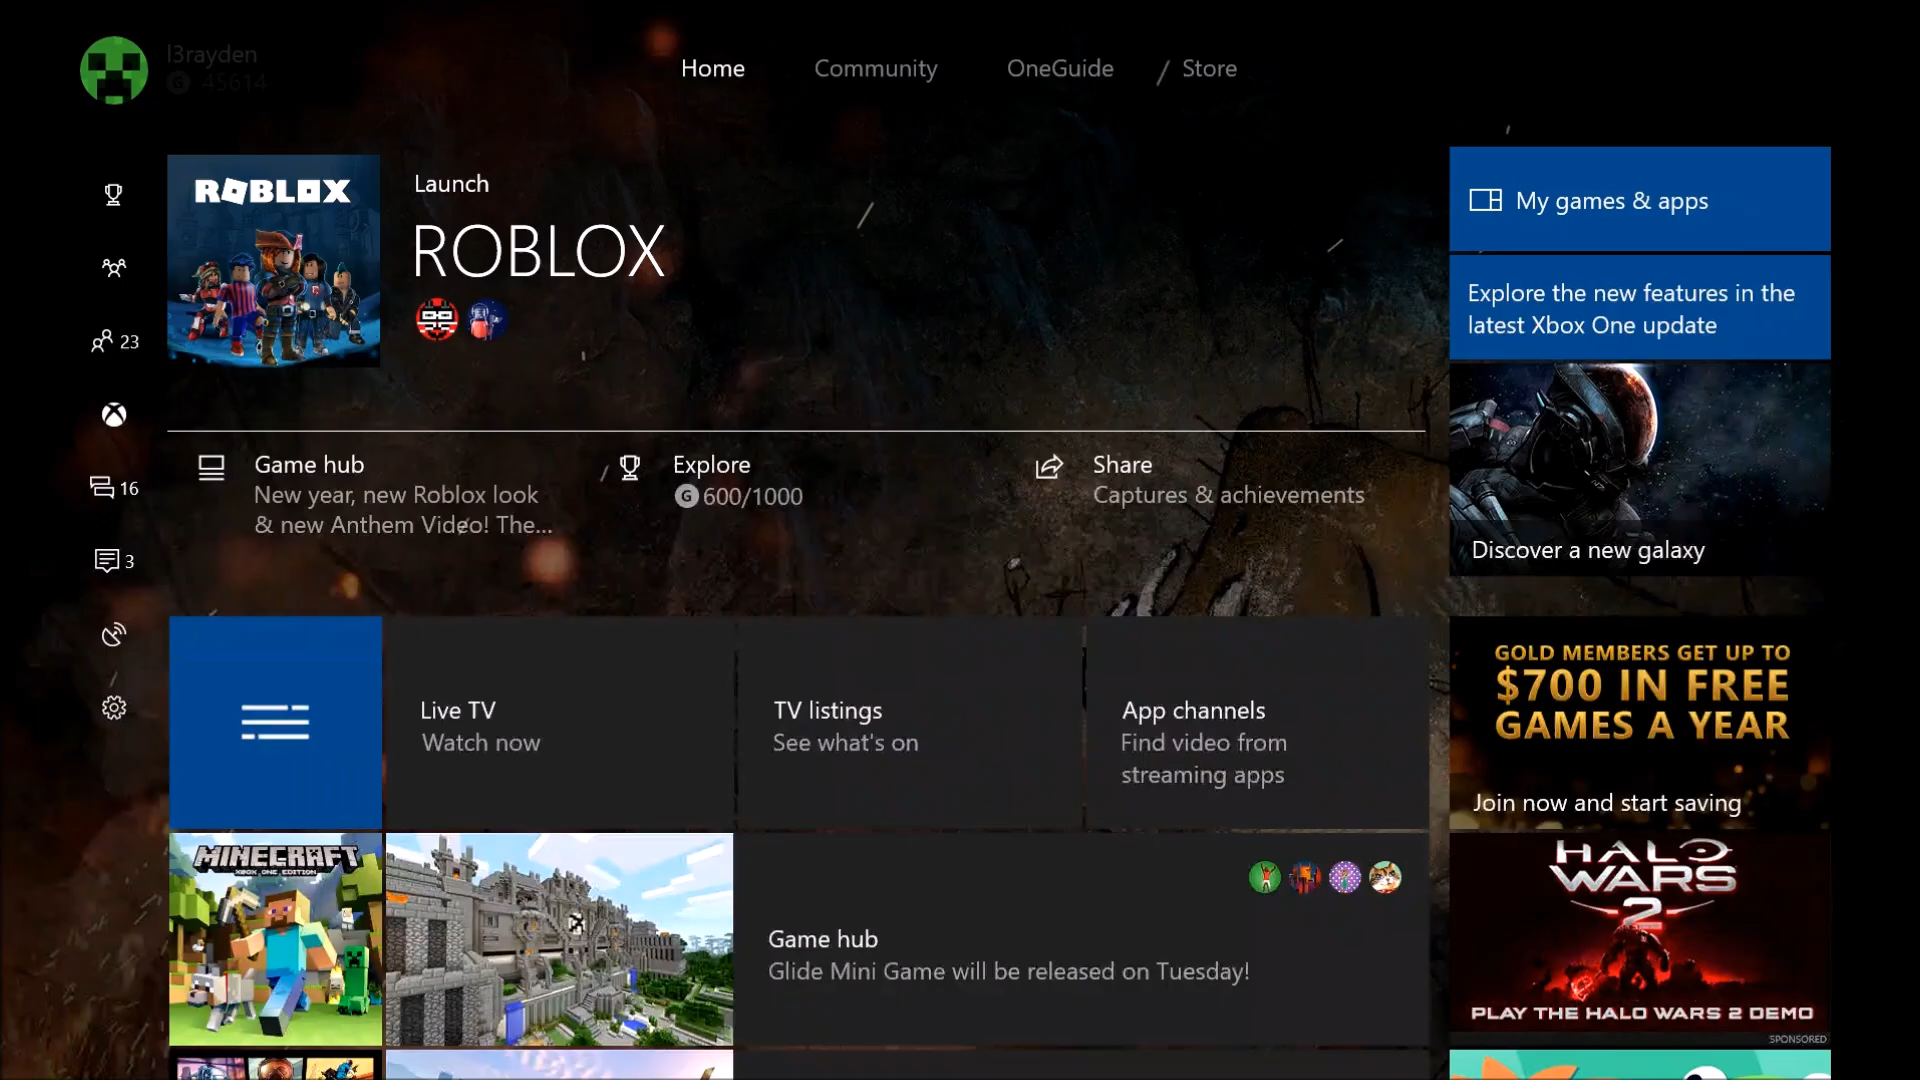 l3rayden
G 45614
Home
Community
OneGuide
Store
ROBLOX
Launch
ROBLOX
23
16
3
Game hub
New year, new Roblox look
& new Anthem Video! The...
Explore
G 600/1000
Share
Captures & achievements
My games & apps
Explore the new features in the
latest Xbox One update
Discover a new galaxy
Live TV
Watch now
TV listings
See what's on
App channels
Find video from
streaming apps
GOLD MEMBERS GET UP TO
$700 IN FREE
GAMES A YEAR
Join now and start saving
MINECRAFT
XBOX ONE EDITION
Game hub
Glide Mini Game will be released on Tuesday!
HALO
WARS
2
PLAY THE HALO WARS 2 DEMO
SPONSORED